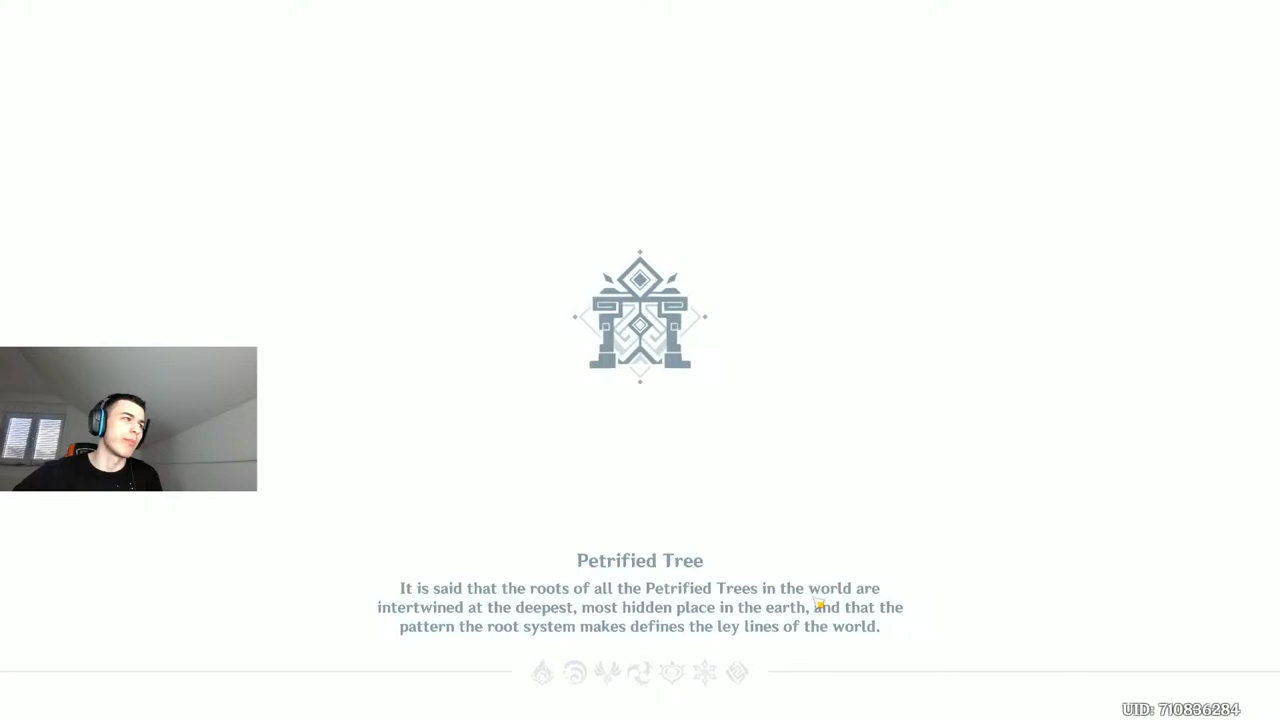 Petrified Tree
It is said that the roots of all the Petrified Trees in the world are
intertwined at the deepest, most hidden place in the earth, and that the
pattern the root system makes defines the ley lines of the world.
UID: 710836284